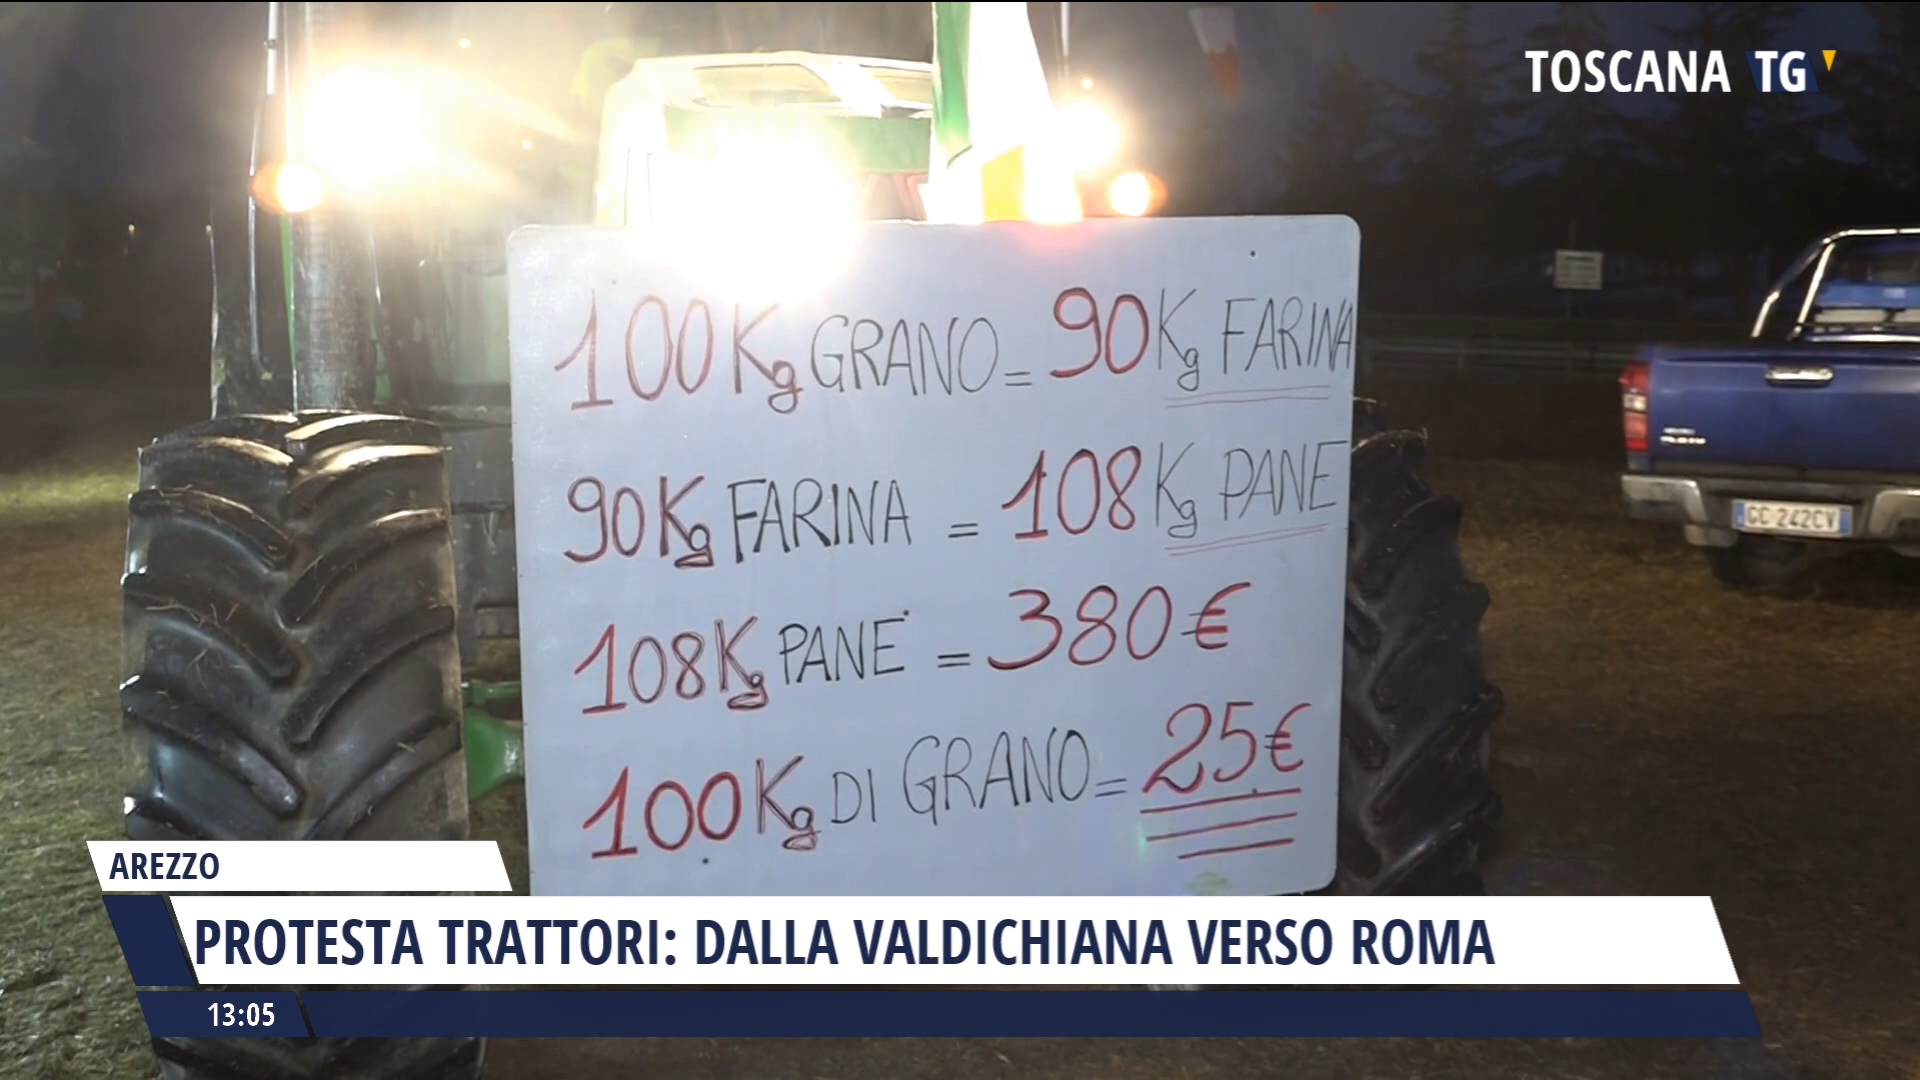 TOSCANA TG
100Kg GRANO = 90Kg FARINA
90Kg FARINA = 108Kg PANE
108Kg PANE = 380€
100Kg DI GRANO = 25€
GC 242CV
AREZZO
PROTESTA TRATTORI: DALLA VALDICHIANA VERSO ROMA
13:05